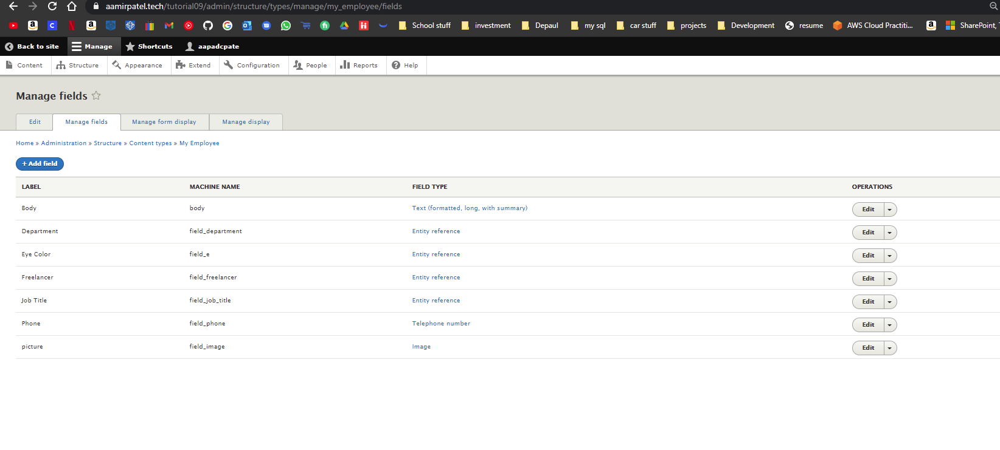 aamirpatel.tech/tutorial09/admin/structure/types/manage/my_employee/fields
School stuff investment Depaul my sql car stuff projects Development resume AWS Cloud Practiti... SharePoint,
Back to site Manage Shortcuts aapadcpate
Content Structure Appearance Extend Configuration People Reports Help
Manage fields
Edit Manage fields Manage form display Manage display
Home » Administration » Structure » Content types » My Employee
+ Add field
LABEL MACHINE NAME FIELD TYPE OPERATIONS
Body body Text (formatted, long, with summary) Edit
Department field_department Entity reference Edit
Eye Color field_e Entity reference Edit
Freelancer field_freelancer Entity reference Edit
Job Title field_job_title Entity reference Edit
Phone field_phone Telephone number Edit
picture field_image Image Edit